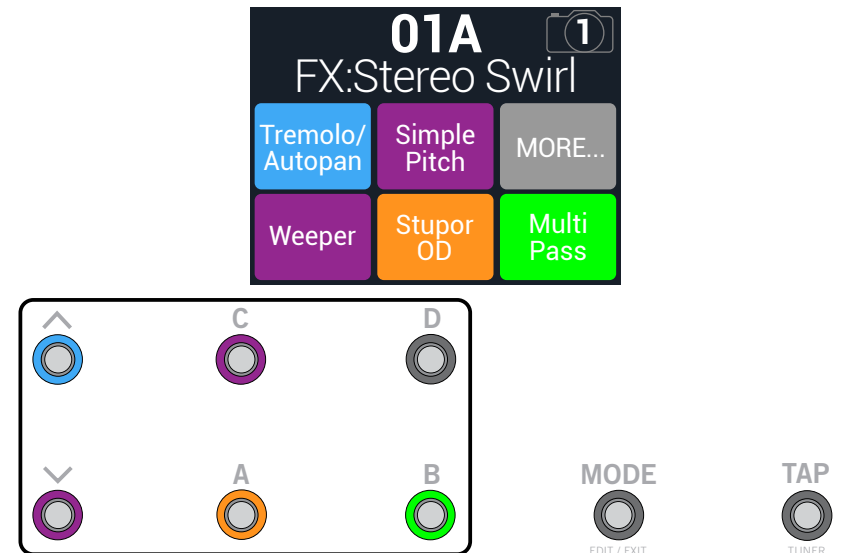 01A
1
FX:Stereo Swirl
Tremolo/
Autopan
Simple
Pitch
MORE...
Weeper
Stupor
OD
Multi
Pass
C
D
A
B
MODE
TAP
EDIT / EXIT
TUNER